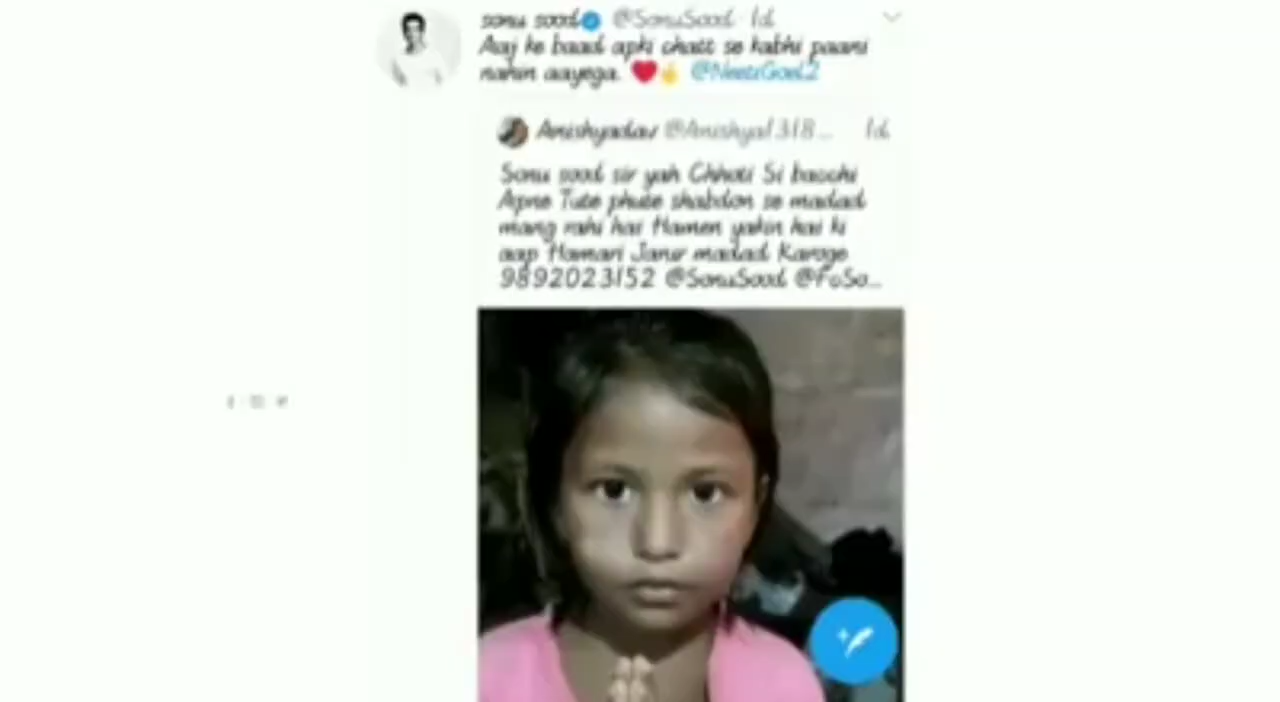 sonu sood @SonuSood · 1d
Aaj ke baad apki chatt se kabhi paani
nahin aayega. ❤️☝️ @NeetiGoel2
Anishyadav @Anishya1318... 1d
Sonu sood sir yah Chhoti Si bacchi
Apne Tute phute shabdon se madad
mang rahi hai Hamen yakin hai ki
aap Hamari Jarur madad Karoge
9892023152 @SonuSood @FcSo...